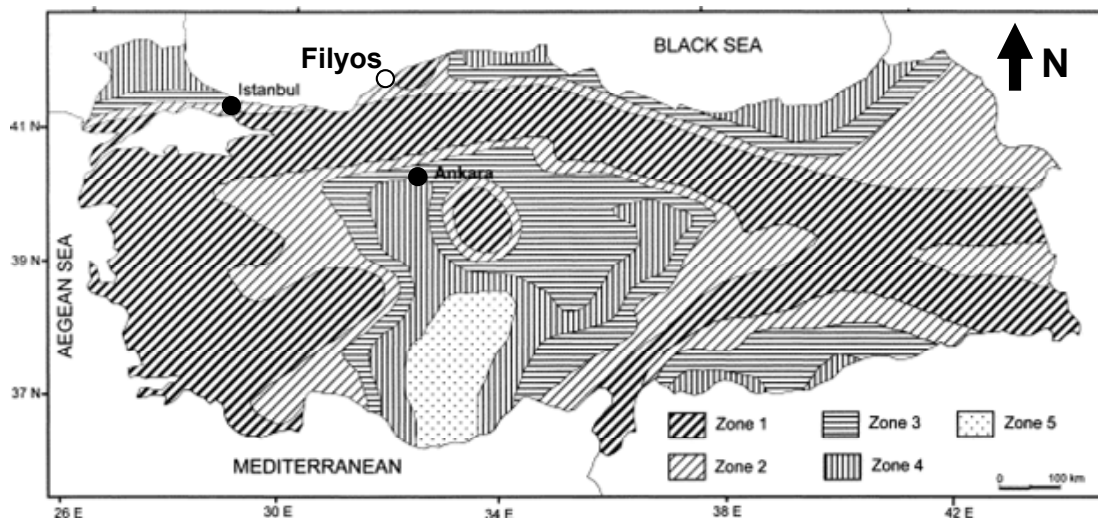 BLACK SEA
N
Filyos
Istanbul
41
Ankara
AEGEAN SEA
39
37 N
MEDITERRANEAN
Zone 1
Zone 3
Zone 5
Zone 2
Zone 4
0 100 km
26 E
30 E
34 E
38 E
42 E